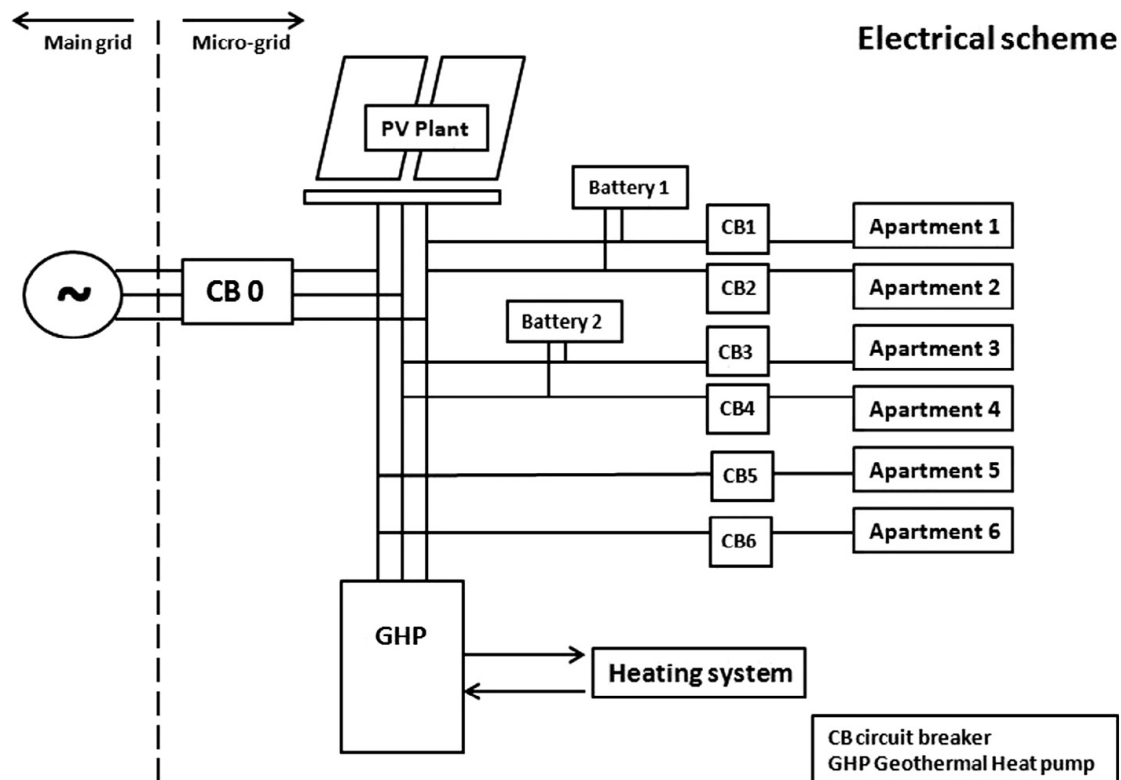 Main grid
Micro-grid
Electrical scheme
PV Plant
Battery 1
CB1
Apartment 1
~
CB 0
CB2
Apartment 2
Battery 2
CB3
Apartment 3
CB4
Apartment 4
CB5
Apartment 5
CB6
Apartment 6
GHP
Heating system
CB circuit breaker
GHP Geothermal Heat pump